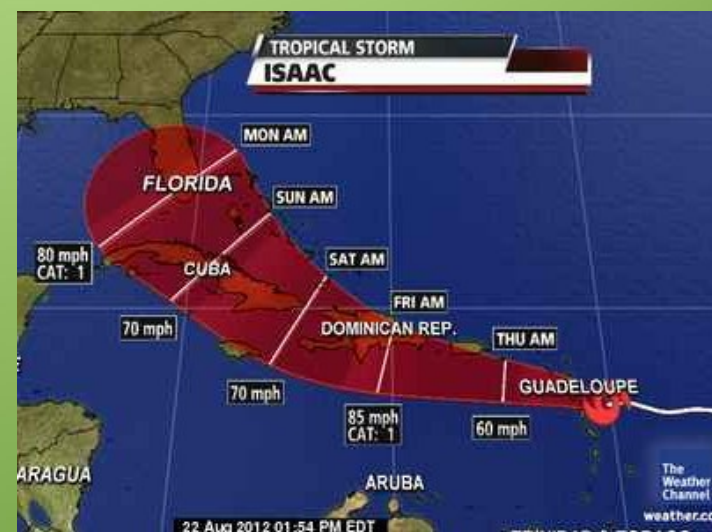 TROPICAL STORM
ISAAC
MON AM
FLORIDA
SUN AM
80 mph
CAT: 1
CUBA
SAT AM
70 mph
FRI AM
DOMINICAN REP.
THU AM
70 mph
GUADELOUPE
85 mph
CAT: 1
60 mph
ARAGUA
ARUBA
The
Weather
Channel
weather.co
22 Aug 2012 01:54 PM EDT